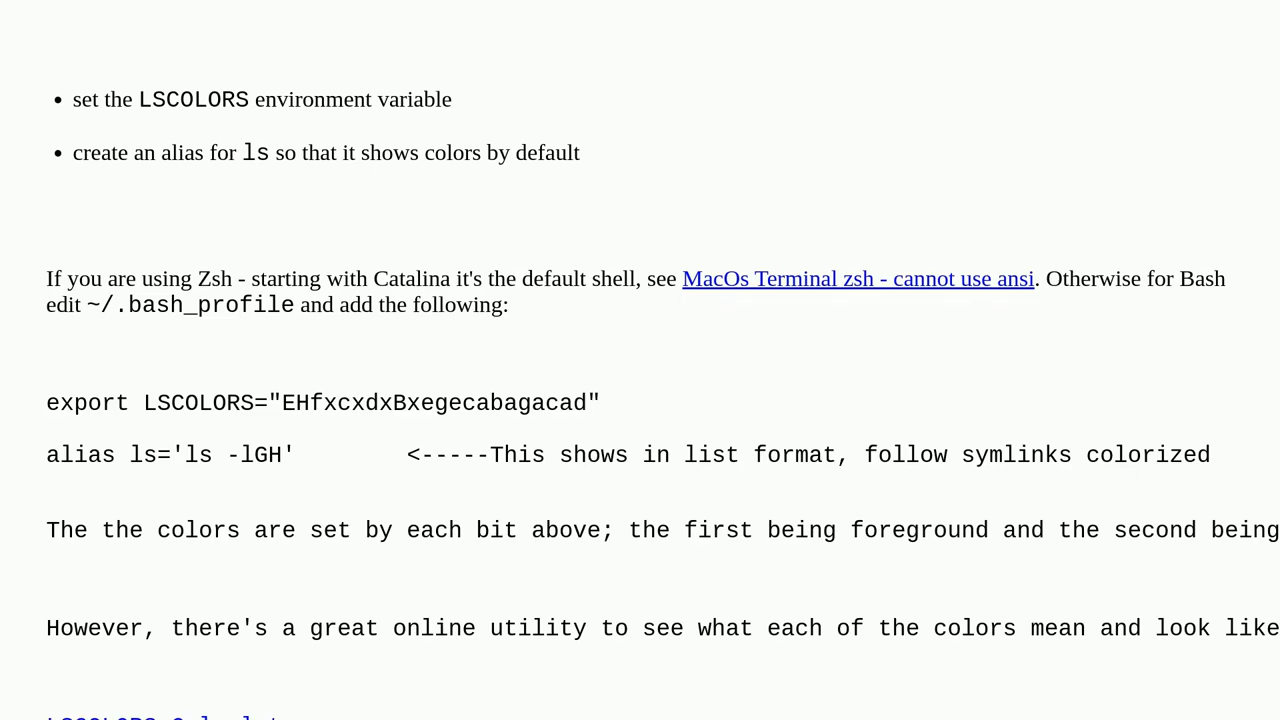 • set the LSCOLORS environment variable
• create an alias for ls so that it shows colors by default
If you are using Zsh - starting with Catalina it's the default shell, see MacOs Terminal zsh - cannot use ansi. Otherwise for Bash
edit ~/.bash_profile and add the following:
export LSCOLORS="EHfxcxdxBxegecabagacad"
alias ls='ls -lGH'        <-----This shows in list format, follow symlinks colorized
The the colors are set by each bit above; the first being foreground and the second being
However, there's a great online utility to see what each of the colors mean and look like